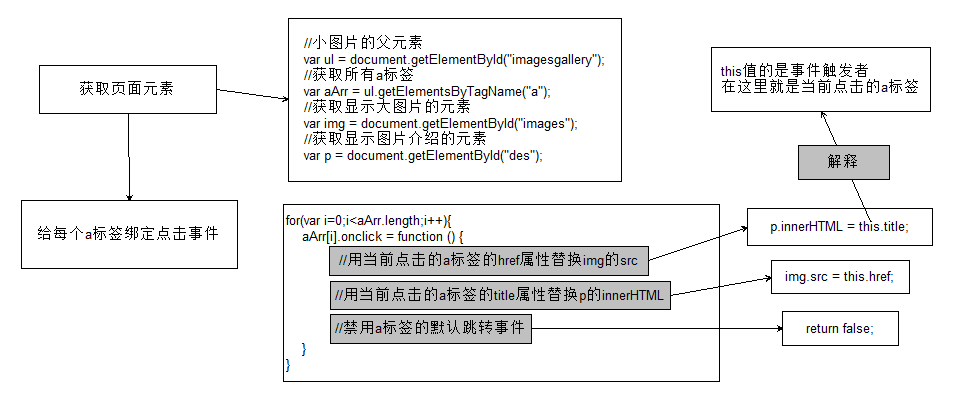 获取页面元素
//小图片的父元素
var ul = document.getElementById("imagesgallery");
//获取所有a标签
var aArr = ul.getElementsByTagName("a");
//获取显示大图片的元素
var img = document.getElementById("images");
//获取显示图片介绍的元素
var p = document.getElementById("des");
this值的是事件触发者
在这里就是当前点击的a标签
解释
给每个a标签绑定点击事件
for(var i=0;i<aArr.length;i++){
aArr[i].onclick = function () {
//用当前点击的a标签的href属性替换img的src
//用当前点击的a标签的title属性替换p的innerHTML
//禁用a标签的默认跳转事件
}
}
p.innerHTML = this.title;
img.src = this.href;
return false;